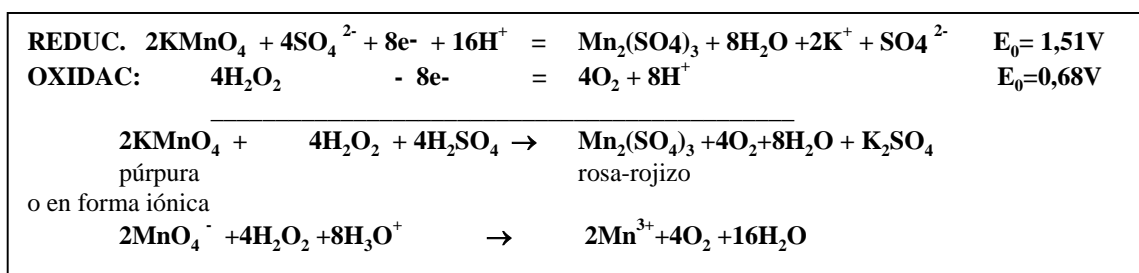 REDUC. 2KMnO₄ + 4SO₄ ²⁻ + 8e- + 16H⁺ = Mn₂(SO4)₃ + 8H₂O +2K⁺ + SO4 ²⁻ E₀= 1,51V
OXIDAC: 4H₂O₂ - 8e- = 4O₂ + 8H⁺ E₀=0,68V
2KMnO₄ + 4H₂O₂ + 4H₂SO₄ → Mn₂(SO₄)₃ +4O₂+8H₂O + K₂SO₄
púrpura rosa-rojizo
o en forma iónica
2MnO₄ ⁻ +4H₂O₂ +8H₃O⁺ → 2Mn³⁺+4O₂ +16H₂O